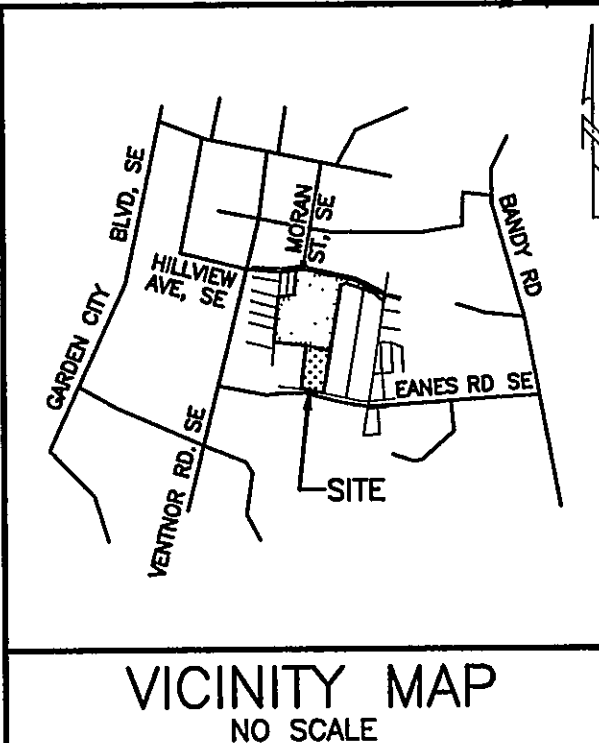 GARDEN CITY BLVD, SE
MORAN
ST, SE
BANDY RD
HILLVIEW
AVE, SE
EANES RD SE
VENTNOR RD. SE
SITE
VICINITY MAP
NO SCALE